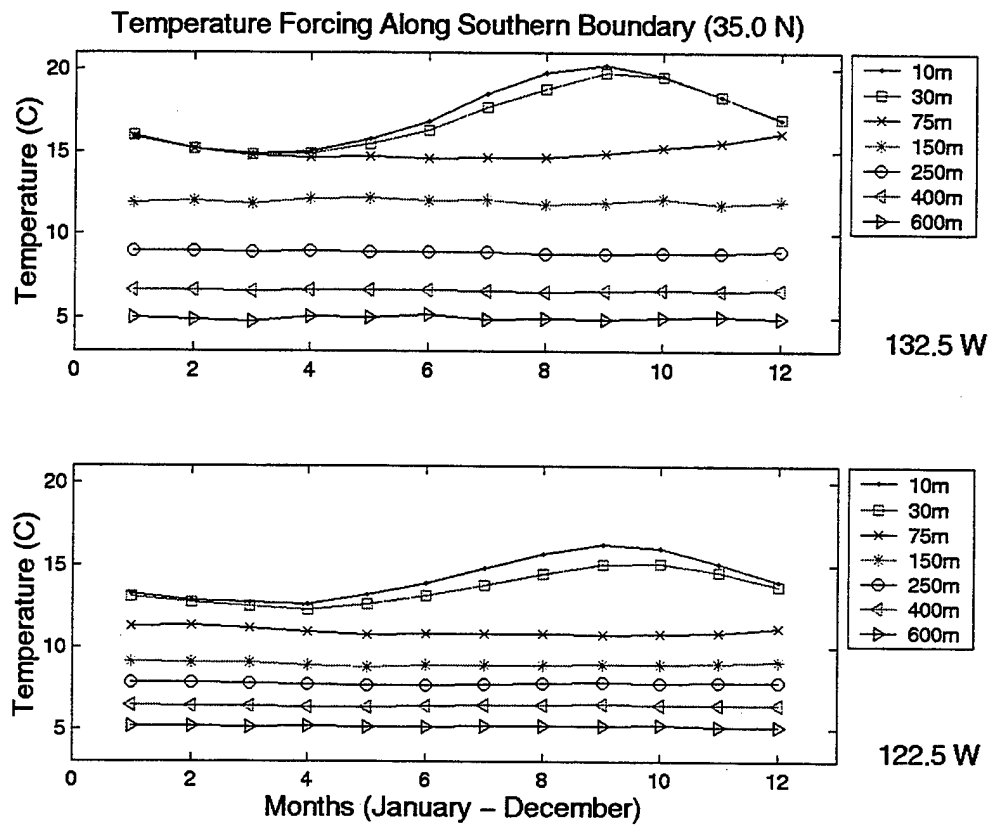 Temperature Forcing Along Southern Boundary (35.0 N)
Temperature (C)
20
15
10
5
0
2
4
6
8
10
12
10m
30m
75m
150m
250m
400m
600m
132.5 W
Temperature (C)
20
15
10
5
0
2
4
6
8
10
12
Months (January – December)
10m
30m
75m
150m
250m
400m
600m
122.5 W